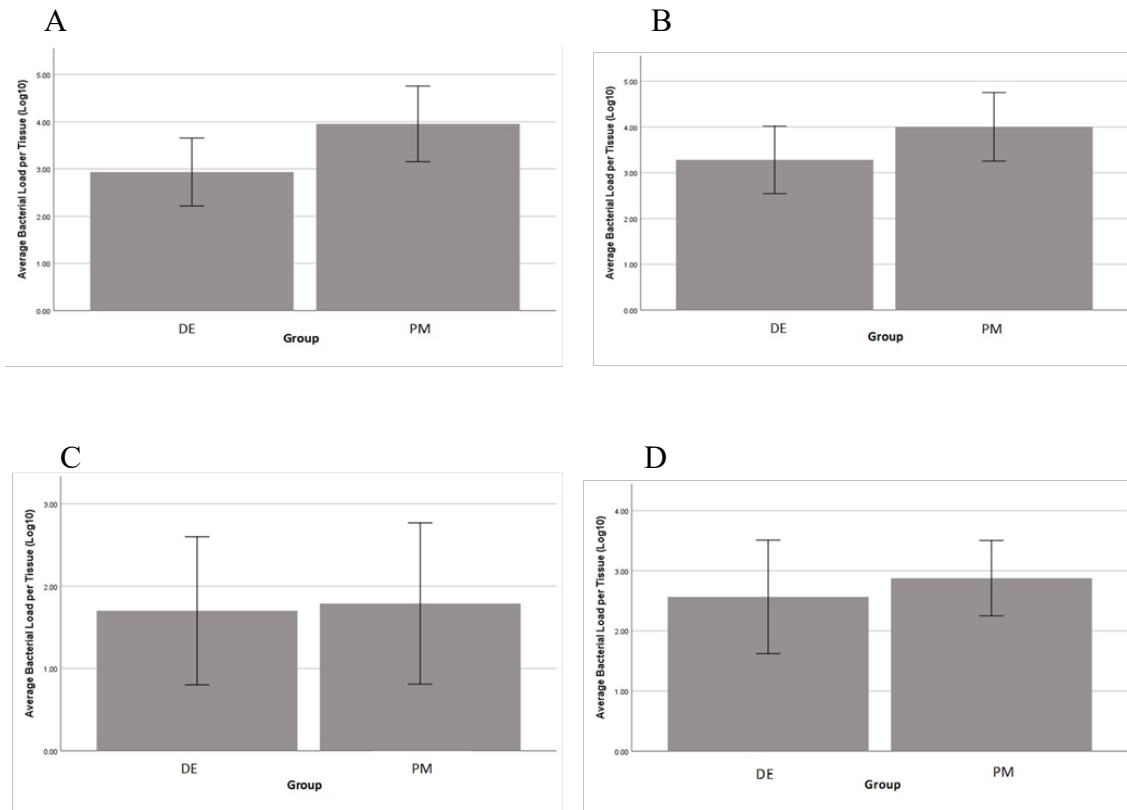 A
Average Bacterial Load per Tissue (Log10)
5.00
4.00
3.00
2.00
1.00
0.00
DE PM
Group
B
Average Bacterial Load per Tissue (Log10)
5.00
4.00
3.00
2.00
1.00
0.00
DE PM
Group
C
Average Bacterial Load per Tissue (Log10)
3.00
2.00
1.00
0.00
DE PM
Group
D
Average Bacterial Load per Tissue (Log10)
4.00
3.00
2.00
1.00
0.00
DE PM
Group